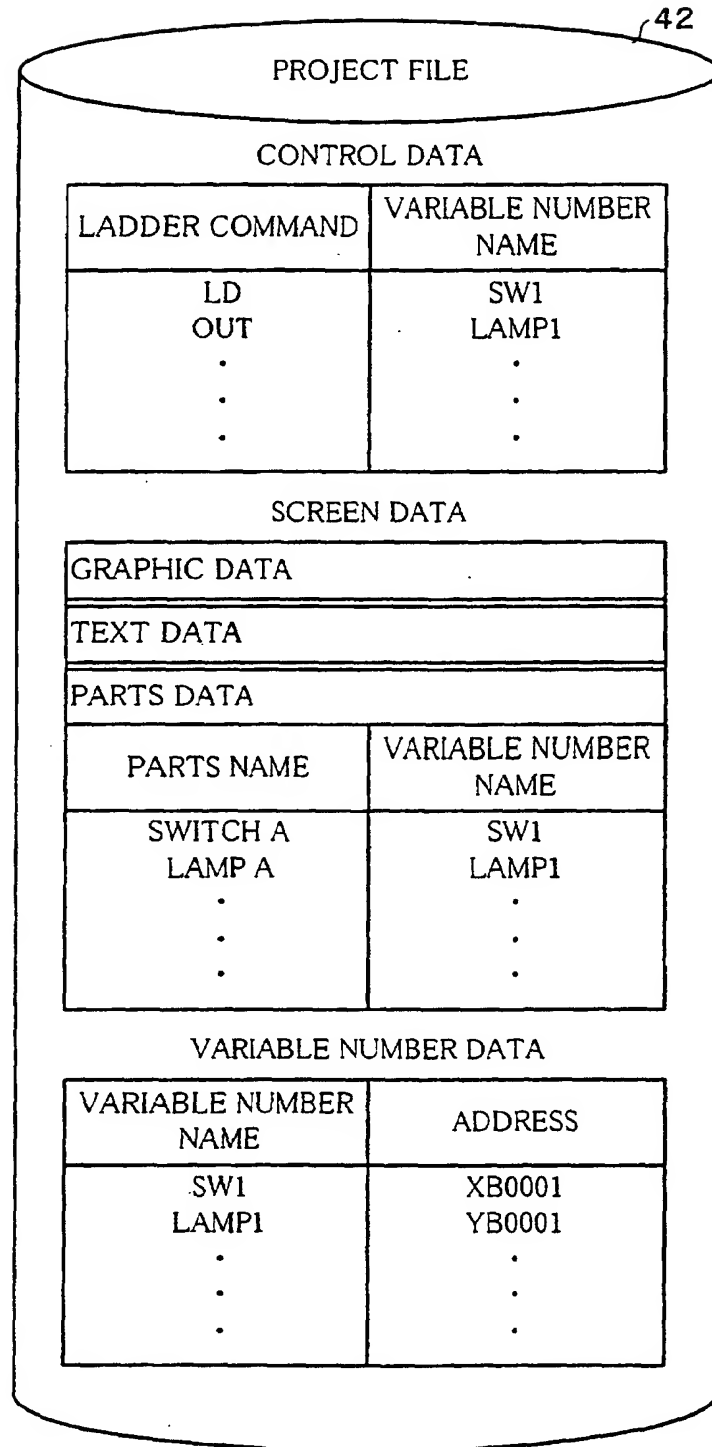 42
PROJECT FILE
CONTROL DATA
LADDER COMMAND VARIABLE NUMBER NAME
LD SW1
OUT LAMP1
. .
. .
. .
SCREEN DATA
GRAPHIC DATA
TEXT DATA
PARTS DATA
PARTS NAME VARIABLE NUMBER NAME
SWITCH A SW1
LAMP A LAMP1
. .
. .
. .
VARIABLE NUMBER DATA
VARIABLE NUMBER NAME ADDRESS
SW1 XB0001
LAMP1 YB0001
. .
. .
. .